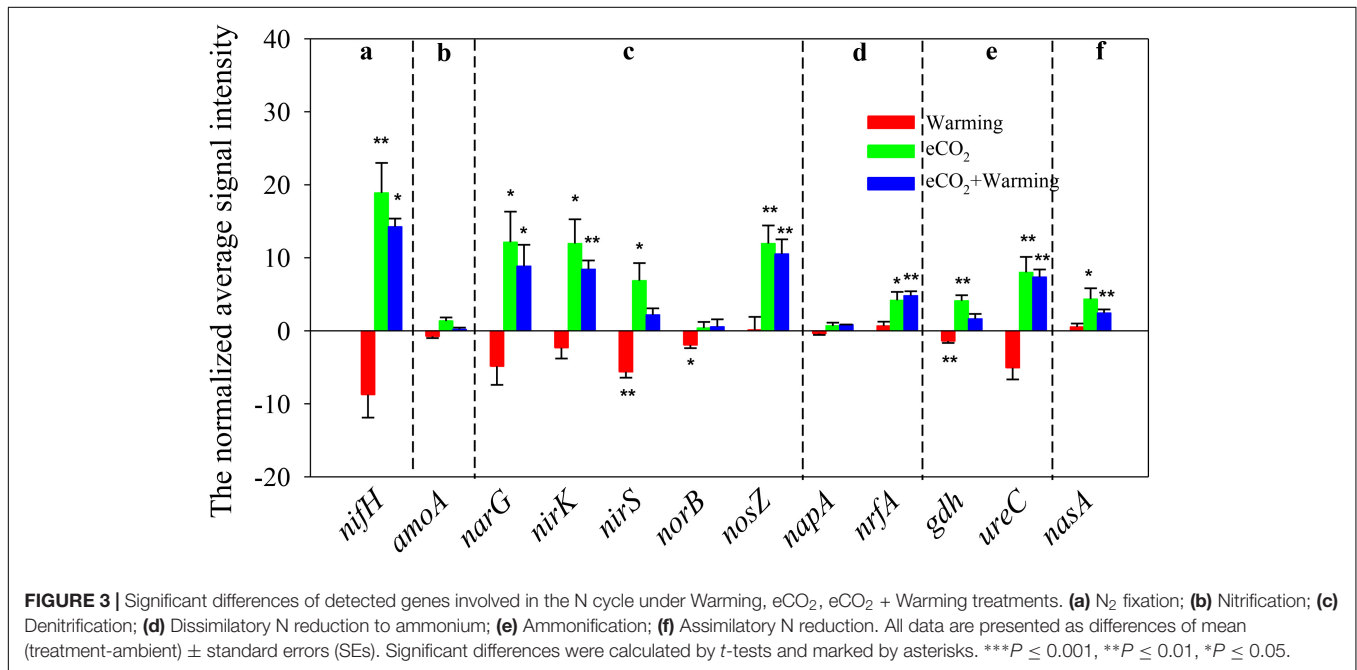 The normalized average signal intensity
40
30
20
10
0
-10
-20
a
b
c
d
e
f
Warming
eCO₂
eCO₂+Warming
**
*
*
*
*
**
*
**
*
**
**
*
**
**
**
**
**
*
**
nifH
amoA
narG
nirK
nirS
norB
nosZ
napA
nrfA
gdh
ureC
nasA
FIGURE 3 | Significant differences of detected genes involved in the N cycle under Warming, eCO₂, eCO₂ + Warming treatments. (a) N₂ fixation; (b) Nitrification; (c)
Denitrification; (d) Dissimilatory N reduction to ammonium; (e) Ammonification; (f) Assimilatory N reduction. All data are presented as differences of mean
(treatment-ambient) ± standard errors (SEs). Significant differences were calculated by t-tests and marked by asterisks. ***P ≤ 0.001, **P ≤ 0.01, *P ≤ 0.05.